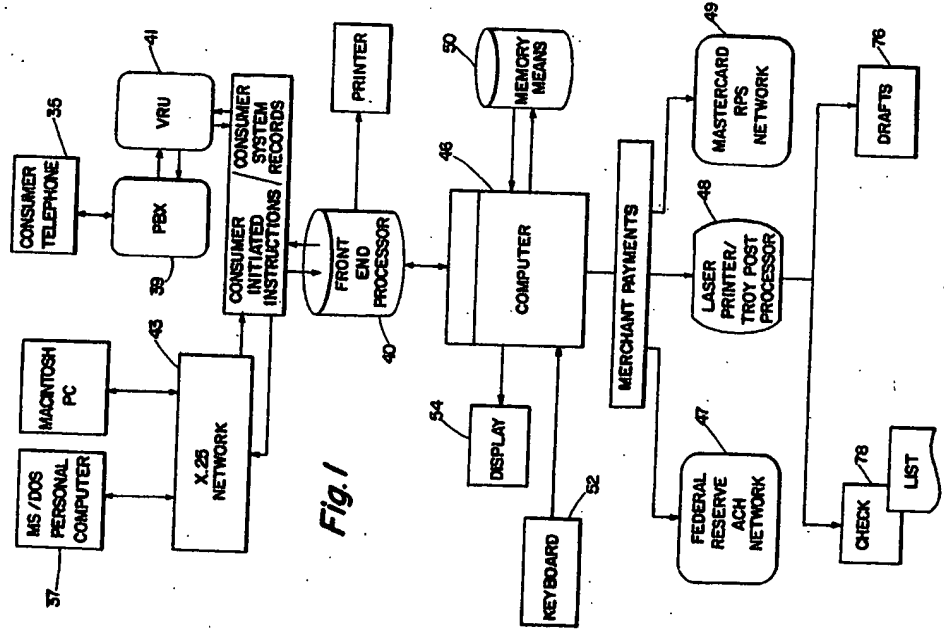 MS/DOS
PERSONAL
COMPUTER
37
MACINTOSH
PC
43
X.25
NETWORK
CONSUMER
TELEPHONE
35
PBX
39
VRU
41
CONSUMER
INITIATED
INSTRUCTIONS/
/CONSUMER
SYSTEM
RECORDS
FRONT
END
PROCESSOR
40
PRINTER
Fig. 1
COMPUTER
46
MEMORY
MEANS
50
DISPLAY
54
KEYBOARD
52
MERCHANT PAYMENTS
FEDERAL
RESERVE
ACH
NETWORK
47
LASER
PRINTER/
TROY POST
PROCESSOR
48
MASTERCARD
RPS
NETWORK
49
CHECK
78
LIST
DRAFTS
76